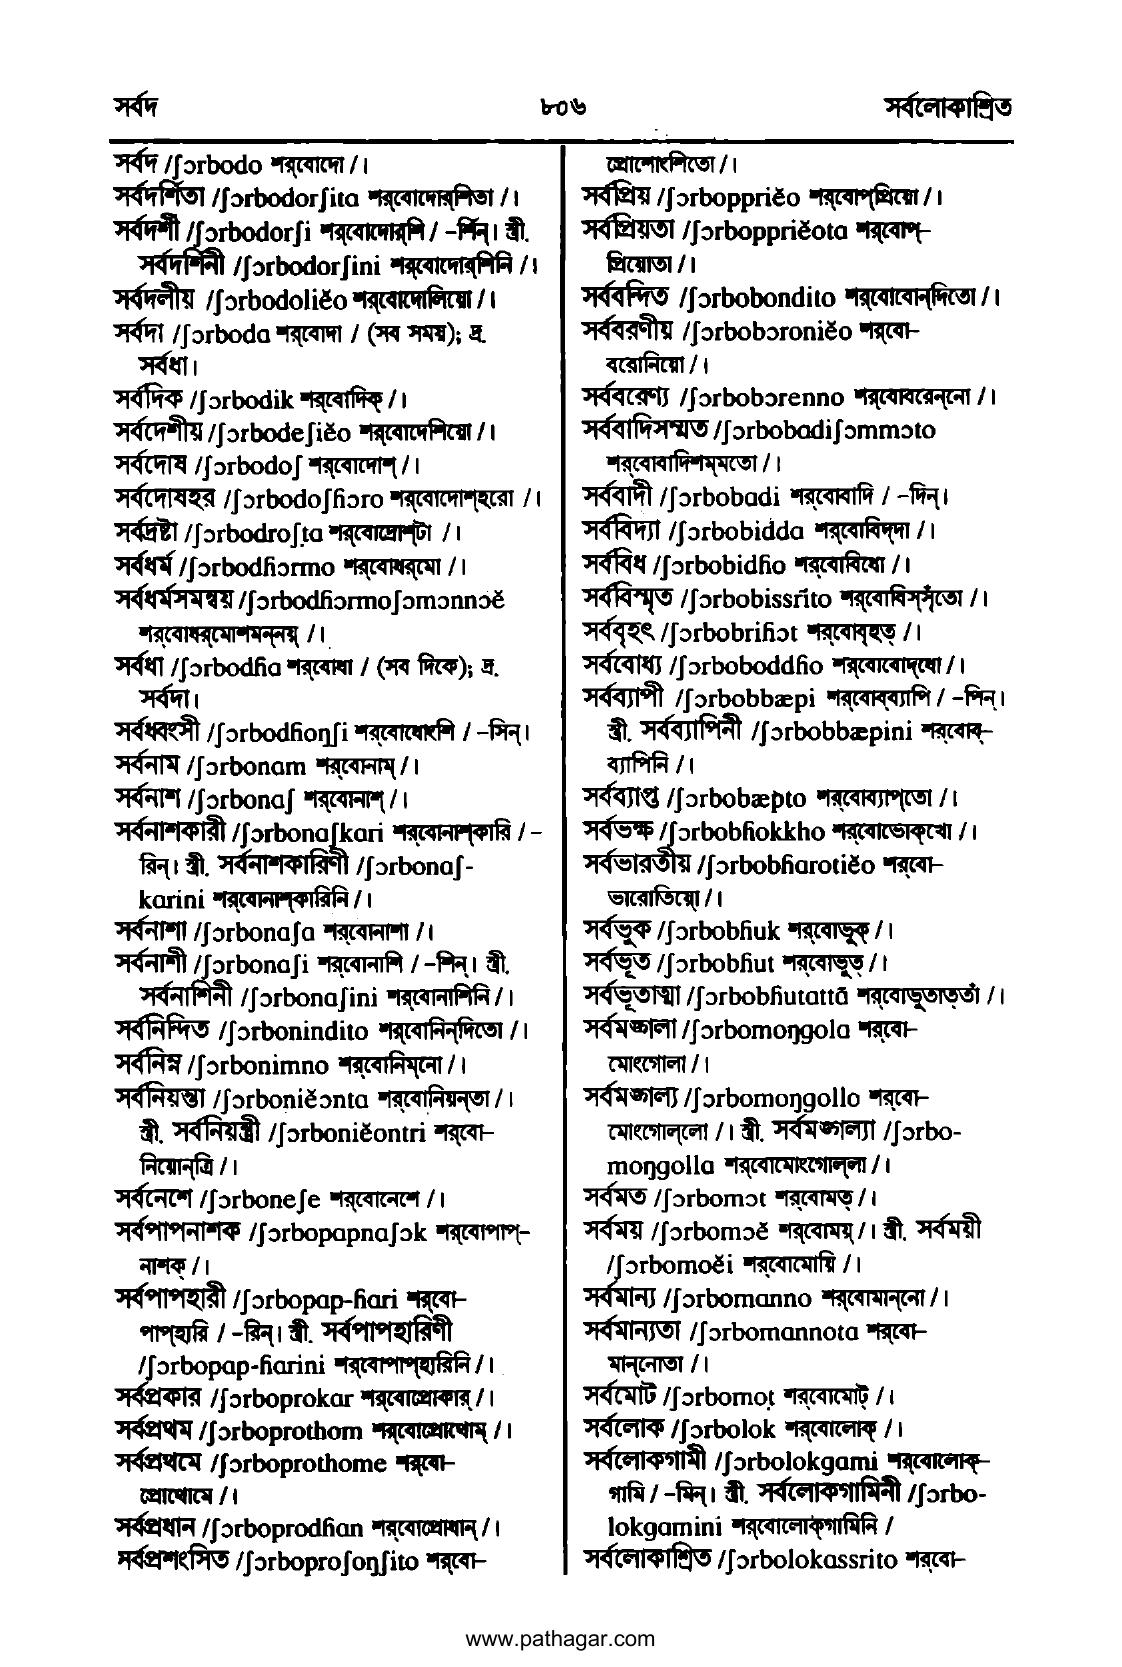 সর্বদ
৮০৬
সর্বলোকাশ্রিত
সর্বদ /ʃɔrbodo শর্‌বোদো /।
সর্বদর্শিতা /ʃɔrbodorʃita শর্‌বোদোর্‌শিতা /।
সর্বদর্শী /ʃɔrbodorʃi শর্‌বোদোর্‌শি / -র্শিন্‌। স্ত্রী.
সর্বদর্শিনী /ʃɔrbodorʃini শর্‌বোদোর্‌শিনি /।
সর্বদলীয় /ʃɔrbodoliĕo শর্‌বোদোলিয়ো /।
সর্বদা /ʃɔrboda শর্‌বোদা / (সব সময়); দ্র.
সর্বধা।
সর্বদিক /ʃɔrbodik শর্‌বোদিক্‌ /।
সর্বদেশীয় /ʃɔrbodeʃiĕo শর্‌বোদেশিয়ো /।
সর্বদোষ /ʃɔrbodoʃ শর্‌বোদোশ্‌ /।
সর্বদোষহর /ʃɔrbodoʃɦɔro শর্‌বোদোশ্‌হরো /।
সর্বদ্রষ্টা /ʃɔrbodroʃṭa শর্‌বোদ্রোশ্‌টা /।
সর্বধর্ম /ʃɔrbodɦɔrmo শর্‌বোধর্‌মো /।
সর্বধর্মসমন্বয় /ʃɔrbodɦɔrmoʃɔmɔnnɔĕ
শর্‌বোধর্‌মোশমন্‌নয়্‌ /।
সর্বধা /ʃɔrbodɦa শর্‌বোধা / (সব দিকে); দ্র.
সর্বদা।
সর্বধ্বংসী /ʃɔrbodɦoŋʃi শর্‌বোধোংশি / -সিন্‌।
সর্বনাম /ʃɔrbonam শর্‌বোনাম্‌ /।
সর্বনাশ /ʃɔrbonaʃ শর্‌বোনাশ্‌ /।
সর্বনাশকারী /ʃɔrbonaʃkari শর্‌বোনাশ্‌কারি / -
রিন্‌। স্ত্রী. সর্বনাশকারিণী /ʃɔrbonaʃ-
karini শর্‌বোনাশ্‌কারিনি /।
সর্বনাশা /ʃɔrbonaʃa শর্‌বোনাশা /।
সর্বনাশী /ʃɔrbonaʃi শর্‌বোনাশি / -শিন্‌। স্ত্রী.
সর্বনাশিনী /ʃɔrbonaʃini শর্‌বোনাশিনি /।
সর্বনিন্দিত /ʃɔrbonindito শর্‌বোনিন্‌দিতো /।
সর্বনিম্ন /ʃɔrbonimno শর্‌বোনিম্‌নো /।
সর্বনিয়ন্তা /ʃɔrboniĕɔnta শর্‌বোনিয়ন্‌তা /।
স্ত্রী. সর্বনিয়ন্ত্রী /ʃɔrboniĕontri শর্‌বো-
নিয়োন্‌ত্রি /।
সর্বনেশে /ʃɔrboneʃe শর্‌বোনেশে /।
সর্বপাপনাশক /ʃɔrbopapnaʃɔk শর্‌বোপাপ্‌-
নাশক্‌ /।
সর্বপাপহারী /ʃɔrbopap-ɦari শর্‌বো-
পাপ্‌হারি / -রিন্‌। স্ত্রী. সর্বপাপহারিণী
/ʃɔrbopap-ɦarini শর্‌বোপাপ্‌হারিনি /।
সর্বপ্রকার /ʃɔrboprokar শর্‌বোপ্রোকার্‌ /।
সর্বপ্রথম /ʃɔrboprothom শর্‌বোপ্রোথোম্‌ /।
সর্বপ্রথমে /ʃɔrboprothome শর্‌বো-
প্রোথোমে /।
সর্বপ্রধান /ʃɔrboprodɦan শর্‌বোপ্রোধান্‌ /।
সর্বপ্রশংসিত /ʃɔrboproʃoŋʃito শর্‌বো-
প্রোশোংশিতো /।
সর্বপ্রিয় /ʃɔrboppriĕo শর্‌বোপ্‌প্রিয়ো /।
সর্বপ্রিয়তা /ʃɔrboppriĕota শর্‌বোপ্‌-
প্রিয়োতা /।
সর্ববন্দিত /ʃɔrbobondito শর্‌বোবোন্‌দিতো /।
সর্ববরণীয় /ʃɔrbobɔroniĕo শর্‌বো-
বরোনিয়ো /।
সর্ববরেণ্য /ʃɔrbobɔrenno শর্‌বোবরেন্‌নো /।
সর্ববাদিসম্মত /ʃɔrbobadiʃɔmmɔto
শর্‌বোবাদিশম্‌মতো /।
সর্ববাদী /ʃɔrbobadi শর্‌বোবাদি / -দিন্‌।
সর্ববিদ্যা /ʃɔrbobidda শর্‌বোবিদ্‌দা /।
সর্ববিধ /ʃɔrbobidɦo শর্‌বোবিধো /।
সর্ববিস্মৃত /ʃɔrbobissr̃ito শর্‌বোবিস্‌সৃঁতো /।
সর্ববৃহৎ /ʃɔrbobriɦɔt শর্‌বোবৃহত্‌ /।
সর্ববোধ্য /ʃɔrboboddɦo শর্‌বোবোদ্‌ধো /।
সর্বব্যাপী /ʃɔrbobbæpi শর্‌বোব্‌ব্যাপি / -পিন্‌।
স্ত্রী. সর্বব্যাপিনী /ʃɔrbobbæpini শর্‌বোব্‌-
ব্যাপিনি /।
সর্বব্যাপ্ত /ʃɔrbobæpto শর্‌বোব্যাপ্‌তো /।
সর্বভক্ষ /ʃɔrbobɦokkho শর্‌বোভোক্‌খো /।
সর্বভারতীয় /ʃɔrbobɦarotiĕo শর্‌বো-
ভারোতিয়ো /।
সর্বভুক /ʃɔrbobɦuk শর্‌বোভুক্‌ /।
সর্বভূত /ʃɔrbobɦut শর্‌বোভুত্‌ /।
সর্বভূতাত্মা /ʃɔrbobɦutattã শর্‌বোভুতাত্‌তাঁ /।
সর্বমঙ্গলা /ʃɔrbomoŋgola শর্‌বো-
মোংগোলা /।
সর্বমঙ্গল্য /ʃɔrbomoŋgollo শর্‌বো-
মোংগোল্‌লো /। স্ত্রী. সর্বমঙ্গল্যা /ʃɔrbo-
moŋgolla শর্‌বোমোংগোল্‌লা /।
সর্বমত /ʃɔrbomɔt শর্‌বোমত্‌ /।
সর্বময় /ʃɔrbomɔĕ শর্‌বোময়্‌ /। স্ত্রী. সর্বময়ী
/ʃɔrbomoĕi শর্‌বোমোয়ি /।
সর্বমান্য /ʃɔrbomanno শর্‌বোমান্‌নো /।
সর্বমান্যতা /ʃɔrbomannota শর্‌বো-
মান্‌নোতা /।
সর্বমোট /ʃɔrbomoṭ শর্‌বোমোট্‌ /।
সর্বলোক /ʃɔrbolok শর্‌বোলোক্‌ /।
সর্বলোকগামী /ʃɔrbolokgami শর্‌বোলোক্‌-
গামি / -মিন্‌। স্ত্রী. সর্বলোকগামিনী /ʃɔrbo-
lokgamini শর্‌বোলোক্‌গামিনি /
সর্বলোকাশ্রিত /ʃɔrbolokassrito শর্‌বো-
www.pathagar.com